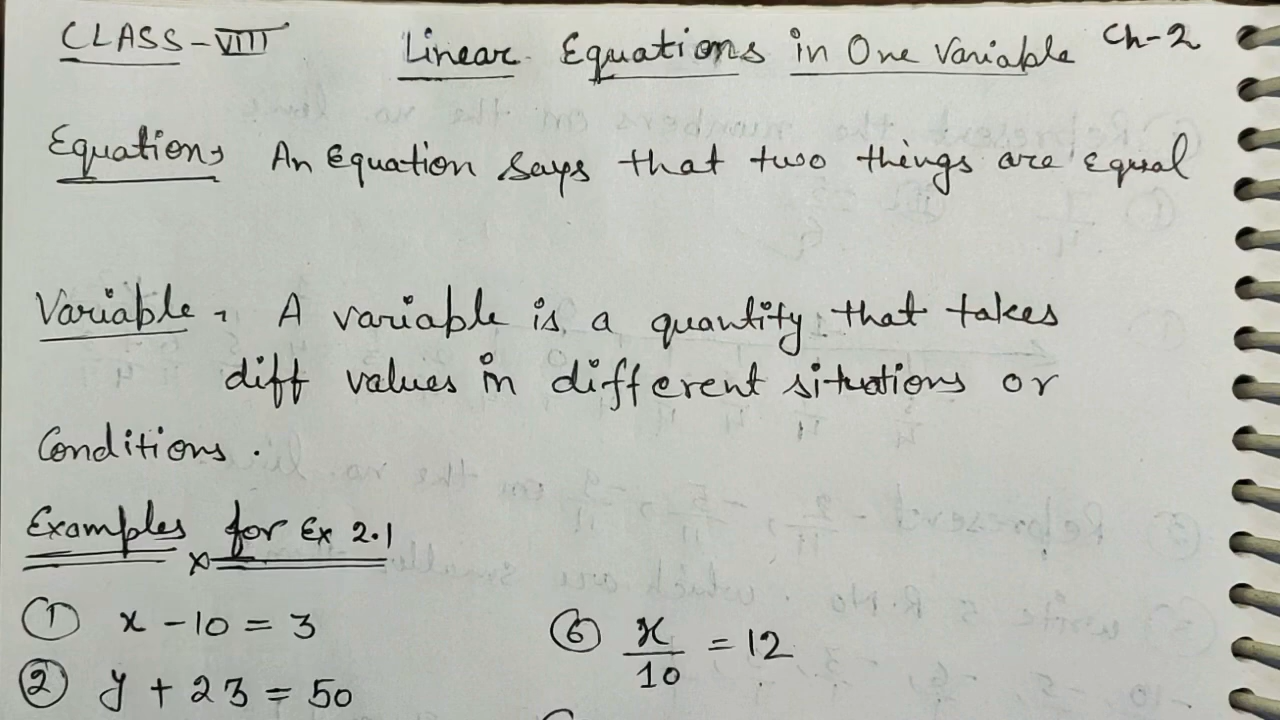 CLASS-VIII Linear Equations in One Variable Ch-2
Equation, An Equation says that two things are equal
Variable, A variable is a quantity that takes
diff values in different situations or
Conditions.
Examples for Ex 2.1
① x - 10 = 3
② y + 23 = 50
⑥ x/10 = 12